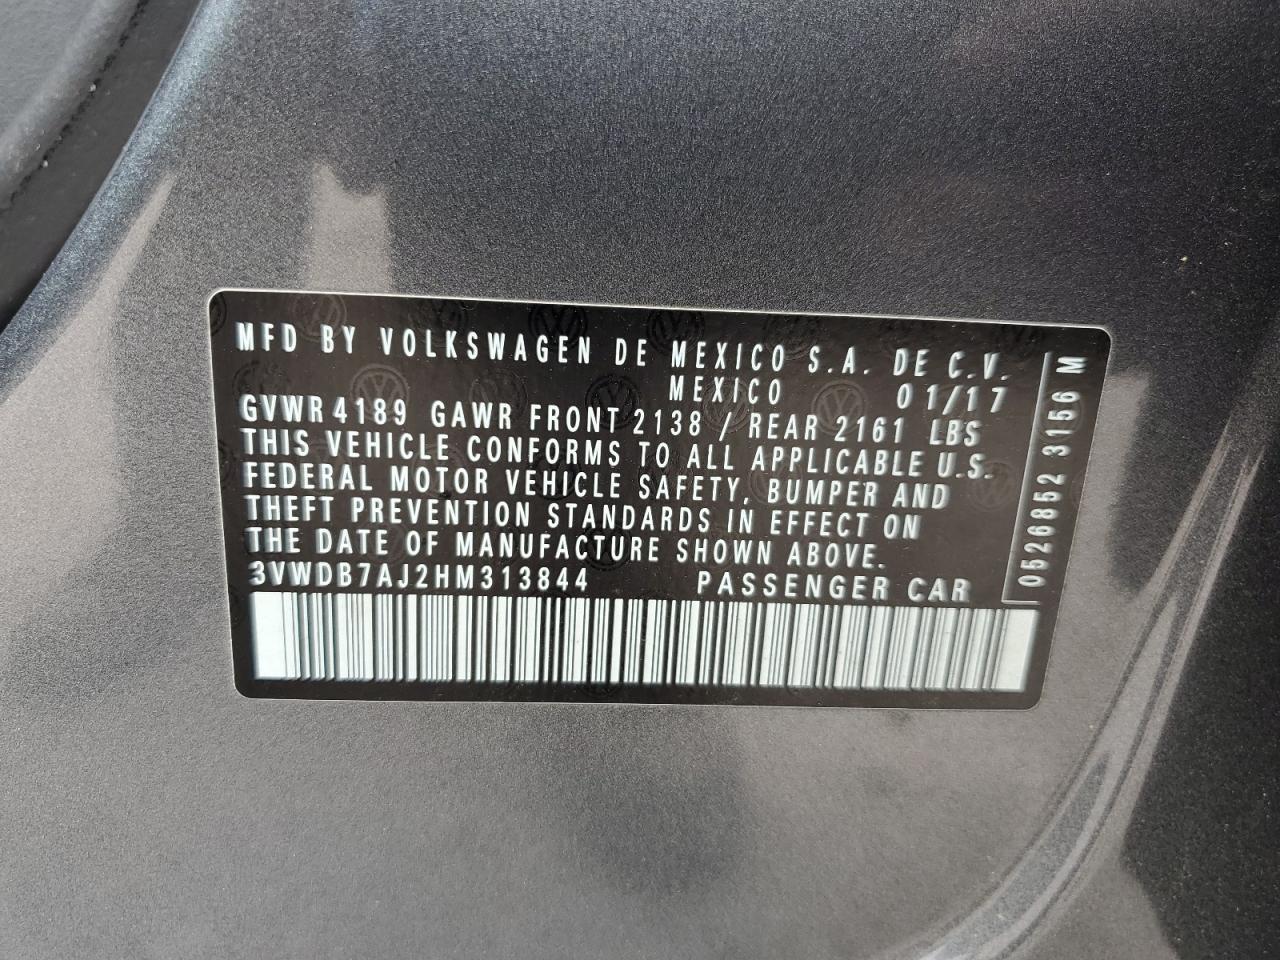 MFD BY VOLKSWAGEN DE MEXICO S.A. DE C.V.
MEXICO 01/17
GVWR 4189 GAWR FRONT 2138 / REAR 2161 LBS
THIS VEHICLE CONFORMS TO ALL APPLICABLE U.S.
FEDERAL MOTOR VEHICLE SAFETY, BUMPER AND
THEFT PREVENTION STANDARDS IN EFFECT ON
THE DATE OF MANUFACTURE SHOWN ABOVE.
3VWDB7AJ2HM313844 PASSENGER CAR
0526852 3156 M